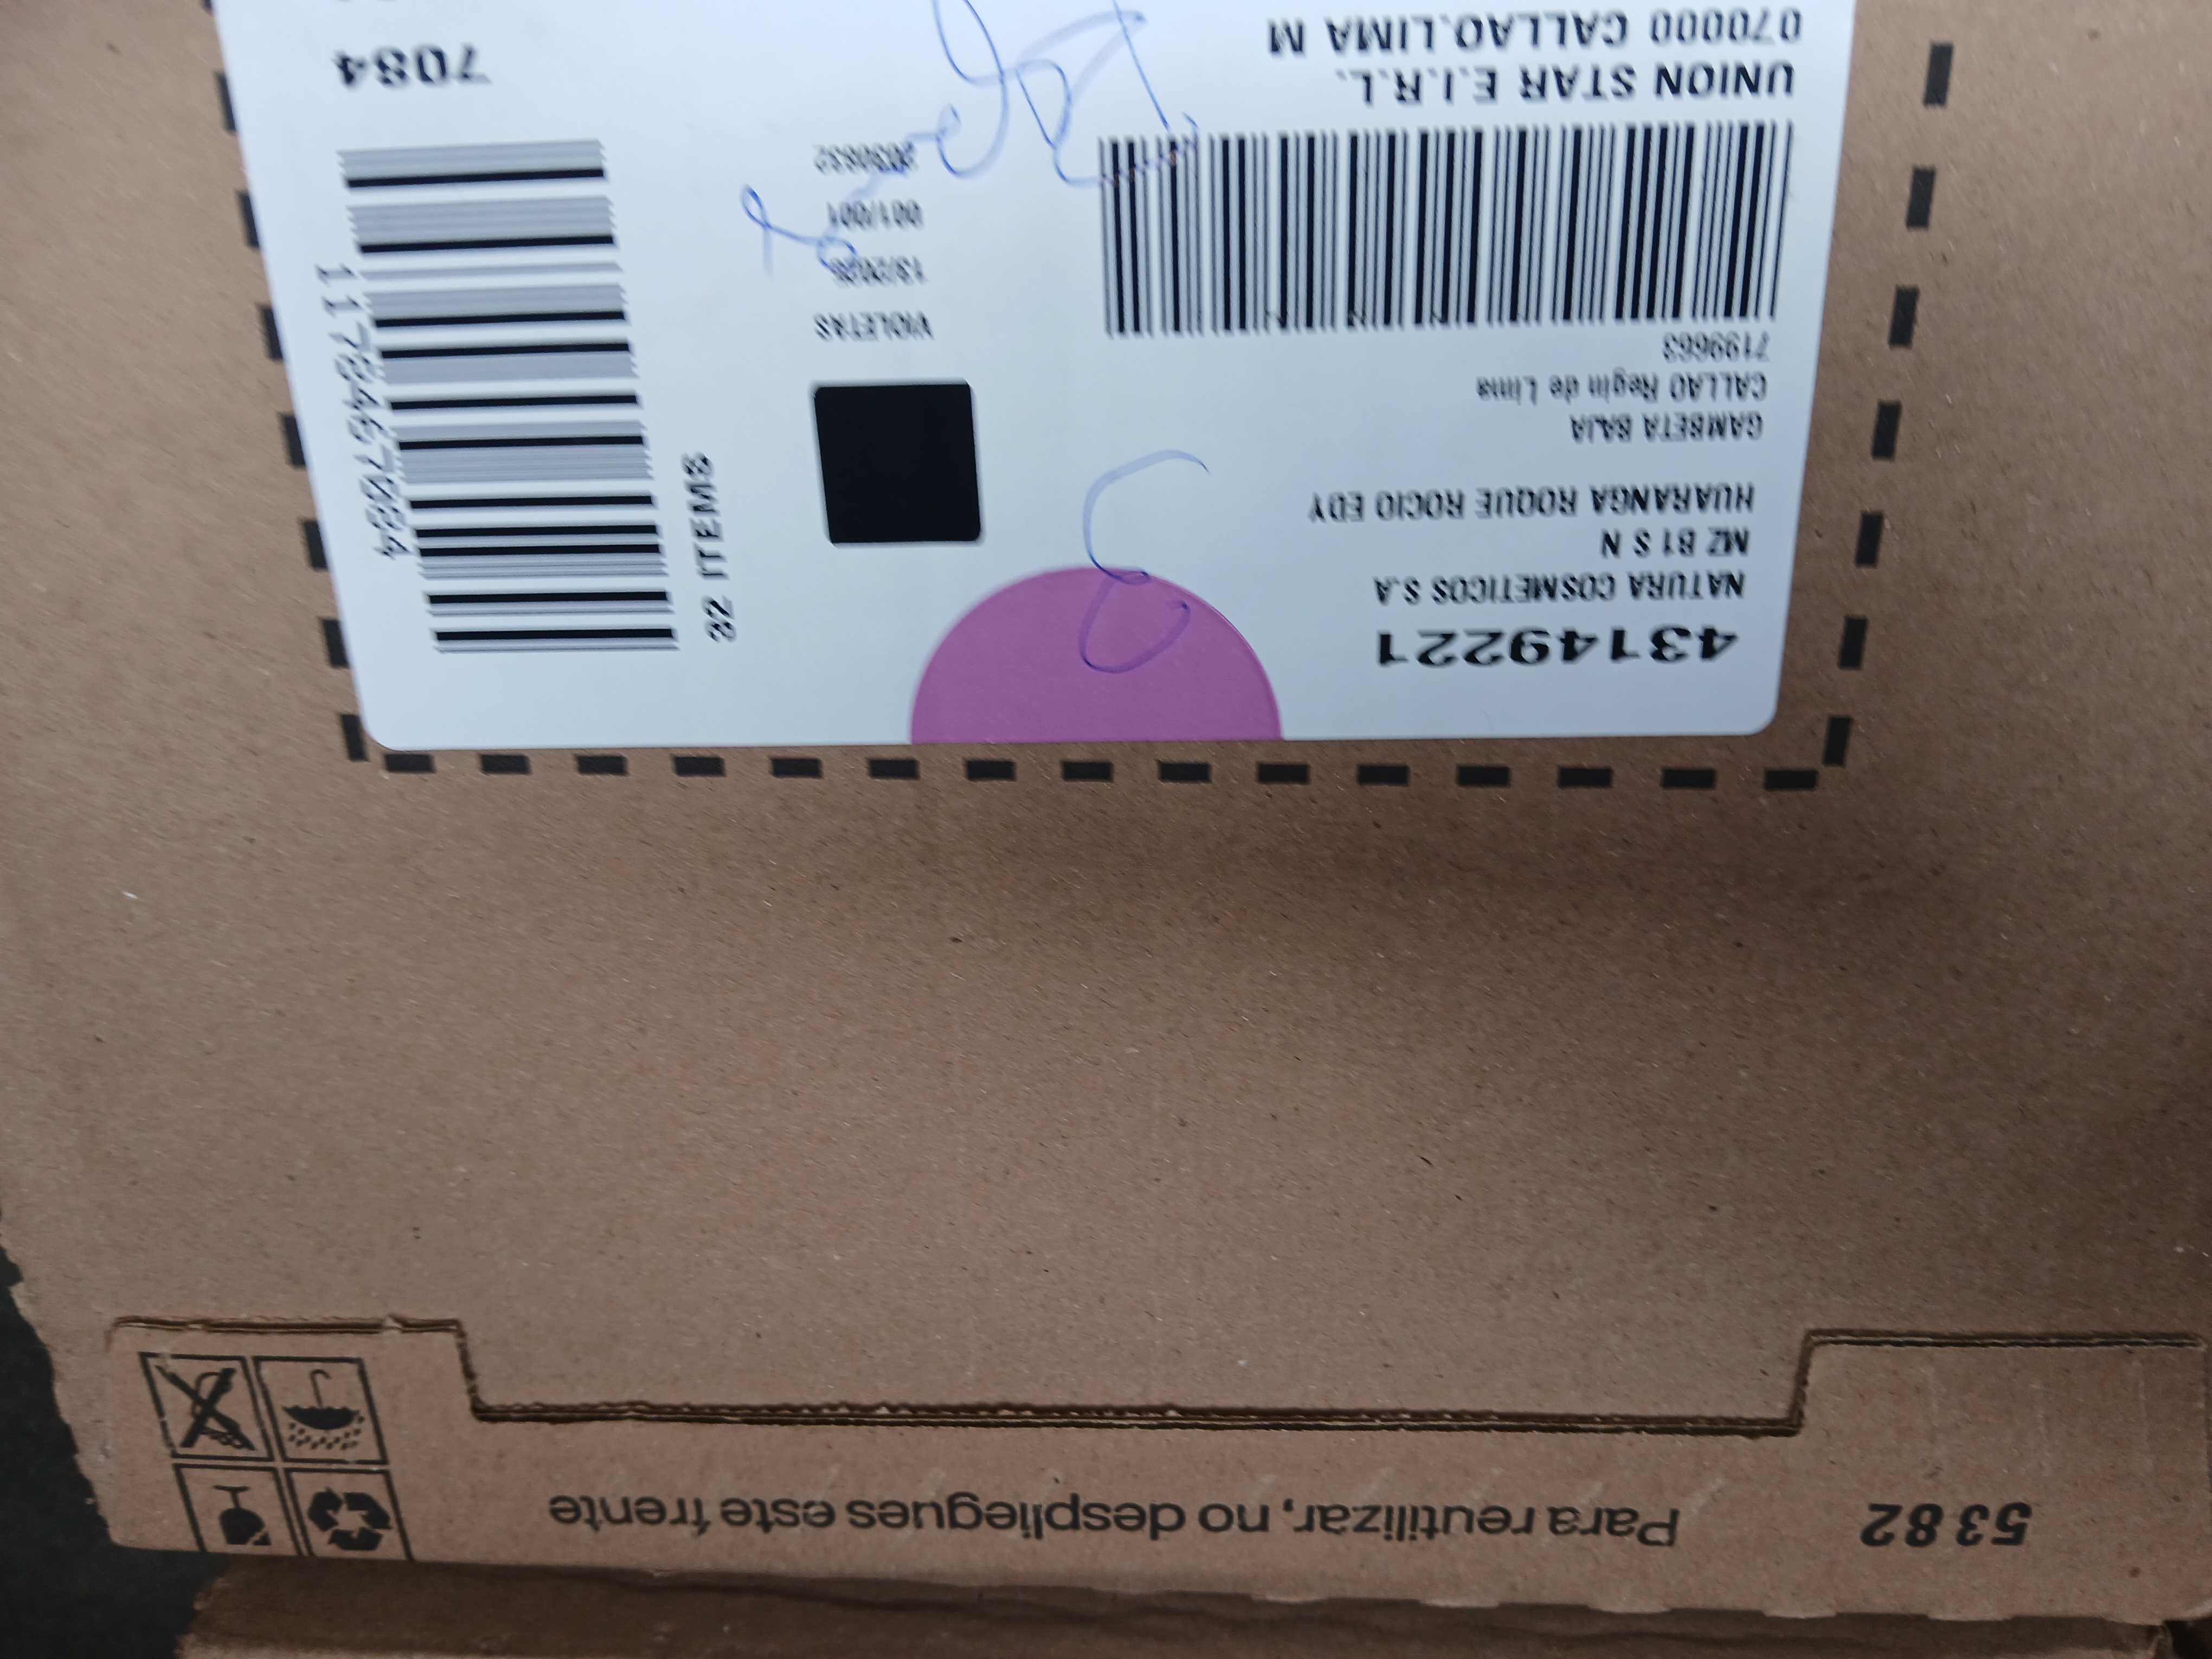 53 82
Para reutilizar, no despliegues este frente
43149221
NATURA COSMETICOS S.A
MZ B1 S N
HUARANGA ROQUE ROCIO EDY
GAMBETA BAJA
CALLAO Regin de Lima
7199663
UNION STAR E.I.R.L.
070000 CALLAO.LIMA M
VIOLETAS
001/001
32 ITEMS
1178467084
7084